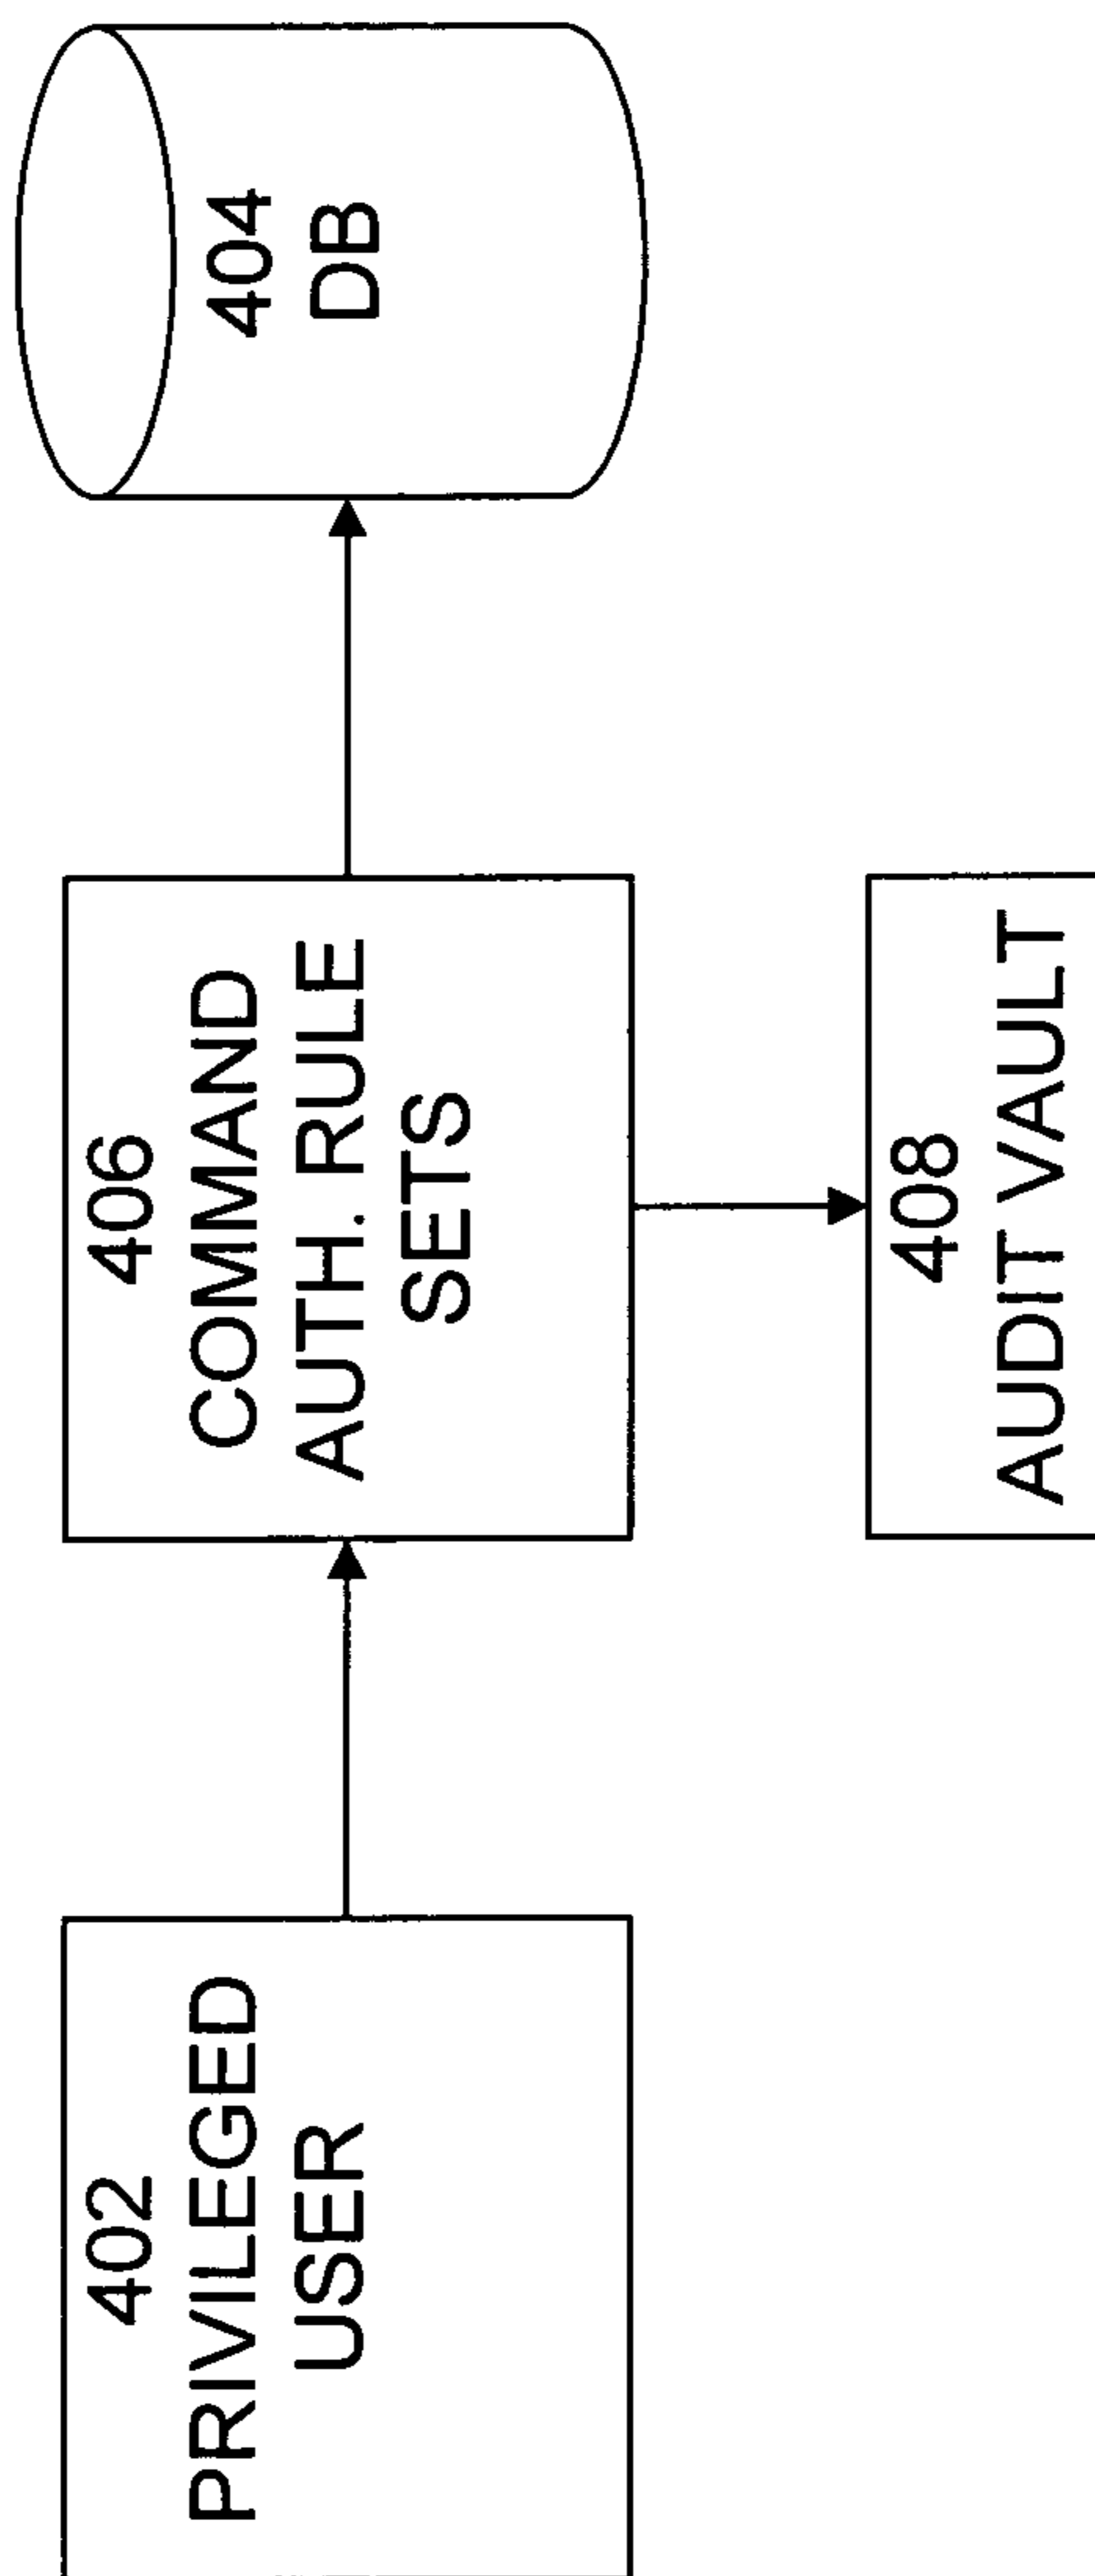 402
PRIVILEGED
USER
406
COMMAND
AUTH. RULE
SETS
404
DB
408
AUDIT VAULT